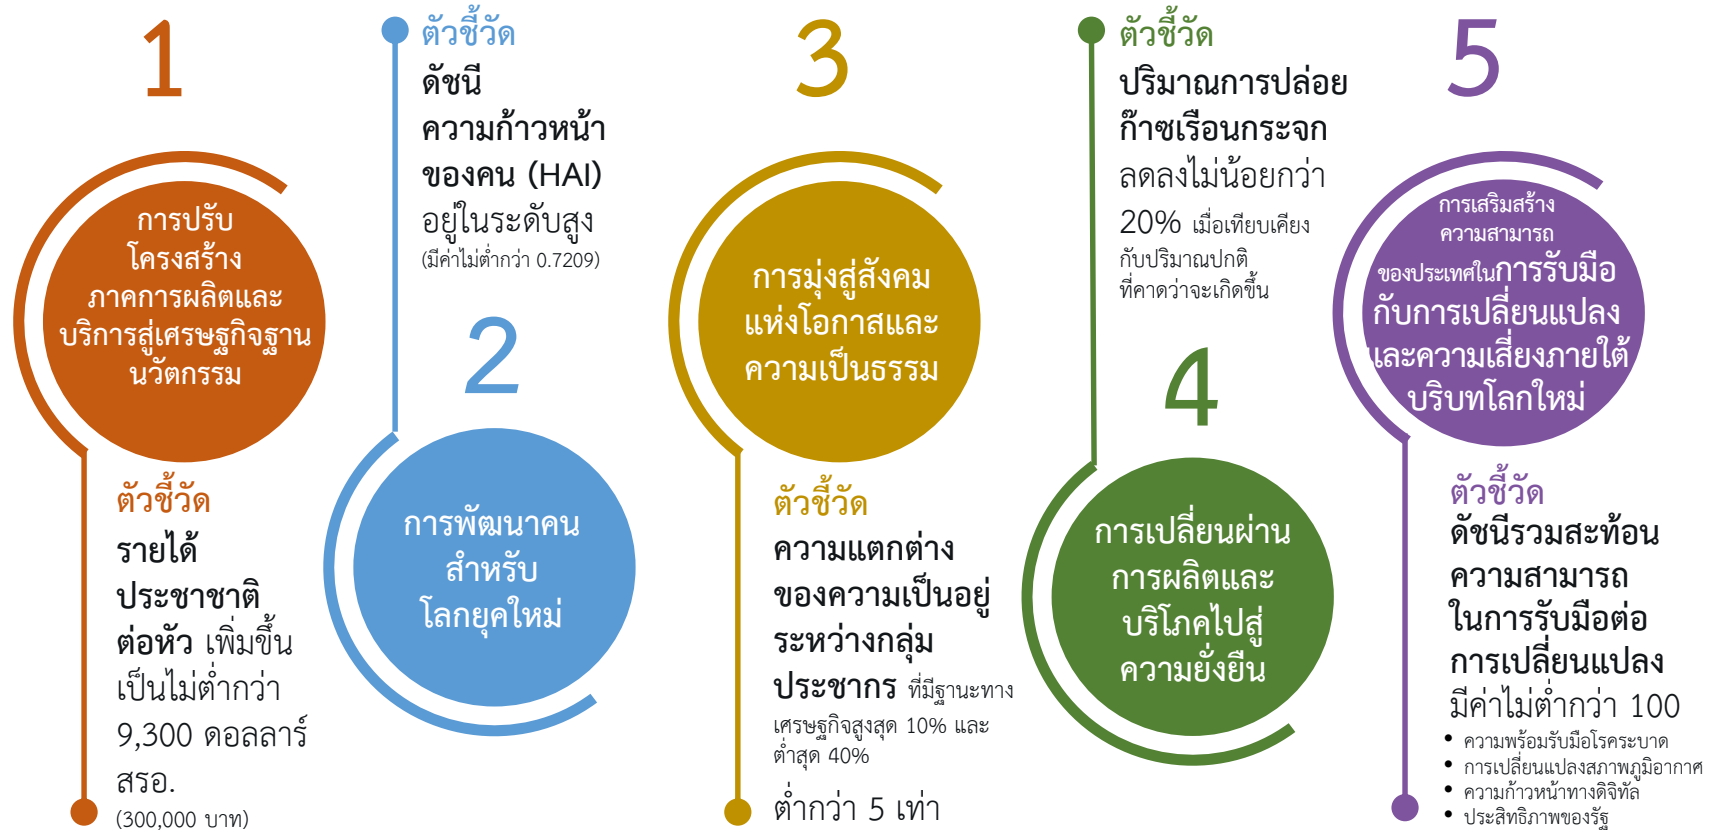 1
การปรับ
โครงสร้าง
ภาคการผลิตและ
บริการสู่เศรษฐกิจฐาน
นวัตกรรม
ตัวชี้วัด
รายได้
ประชาชาติ
ต่อหัว เพิ่มขึ้น
เป็นไม่ต่ำกว่า
9,300 ดอลลาร์
สรอ.
(300,000 บาท)
ตัวชี้วัด
ดัชนี
ความก้าวหน้า
ของคน (HAI)
อยู่ในระดับสูง
(มีค่าไม่ต่ำกว่า 0.7209)
2
การพัฒนาคน
สำหรับ
โลกยุคใหม่
3
การมุ่งสู่สังคม
แห่งโอกาสและ
ความเป็นธรรม
ตัวชี้วัด
ความแตกต่าง
ของความเป็นอยู่
ระหว่างกลุ่ม
ประชากร ที่มีฐานะทาง
เศรษฐกิจสูงสุด 10% และ
ต่ำสุด 40%
ต่ำกว่า 5 เท่า
ตัวชี้วัด
ปริมาณการปล่อย
ก๊าซเรือนกระจก
ลดลงไม่น้อยกว่า
20% เมื่อเทียบเคียง
กับปริมาณปกติ
ที่คาดว่าจะเกิดขึ้น
4
การเปลี่ยนผ่าน
การผลิตและ
บริโภคไปสู่
ความยั่งยืน
5
การเสริมสร้าง
ความสามารถ
ของประเทศในการรับมือ
กับการเปลี่ยนแปลง
และความเสี่ยงภายใต้
บริบทโลกใหม่
ตัวชี้วัด
ดัชนีรวมสะท้อน
ความสามารถ
ในการรับมือต่อ
การเปลี่ยนแปลง
มีค่าไม่ต่ำกว่า 100
• ความพร้อมรับมือโรคระบาด
• การเปลี่ยนแปลงสภาพภูมิอากาศ
• ความก้าวหน้าทางดิจิทัล
• ประสิทธิภาพของรัฐ